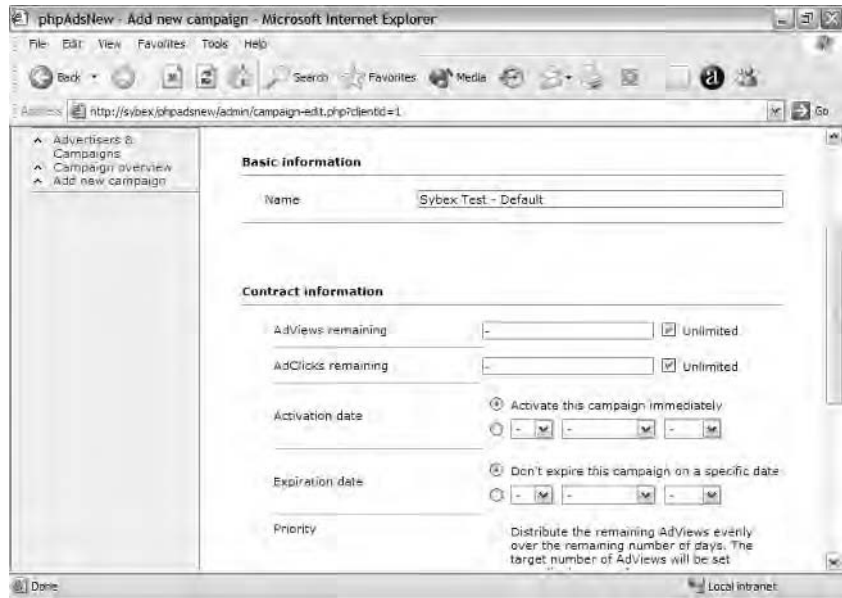 phpAdsNew - Add new campaign - Microsoft Internet Explorer
File Edit View Favorites Tools Help
Back Search Favorites Media
Address http://sybex/phpadsnew/admin/campaign-edit.php?clientid=1 Go
Advertisers &
Campaigns
Campaign overview
Add new campaign
Basic information
Name Sybex Test - Default
Contract information
AdViews remaining - Unlimited
AdClicks remaining - Unlimited
Activation date
Activate this campaign immediately
- - -
Expiration date
Don't expire this campaign on a specific date
- - -
Priority
Distribute the remaining AdViews evenly
over the remaining number of days. The
target number of AdViews will be set
Done Local intranet